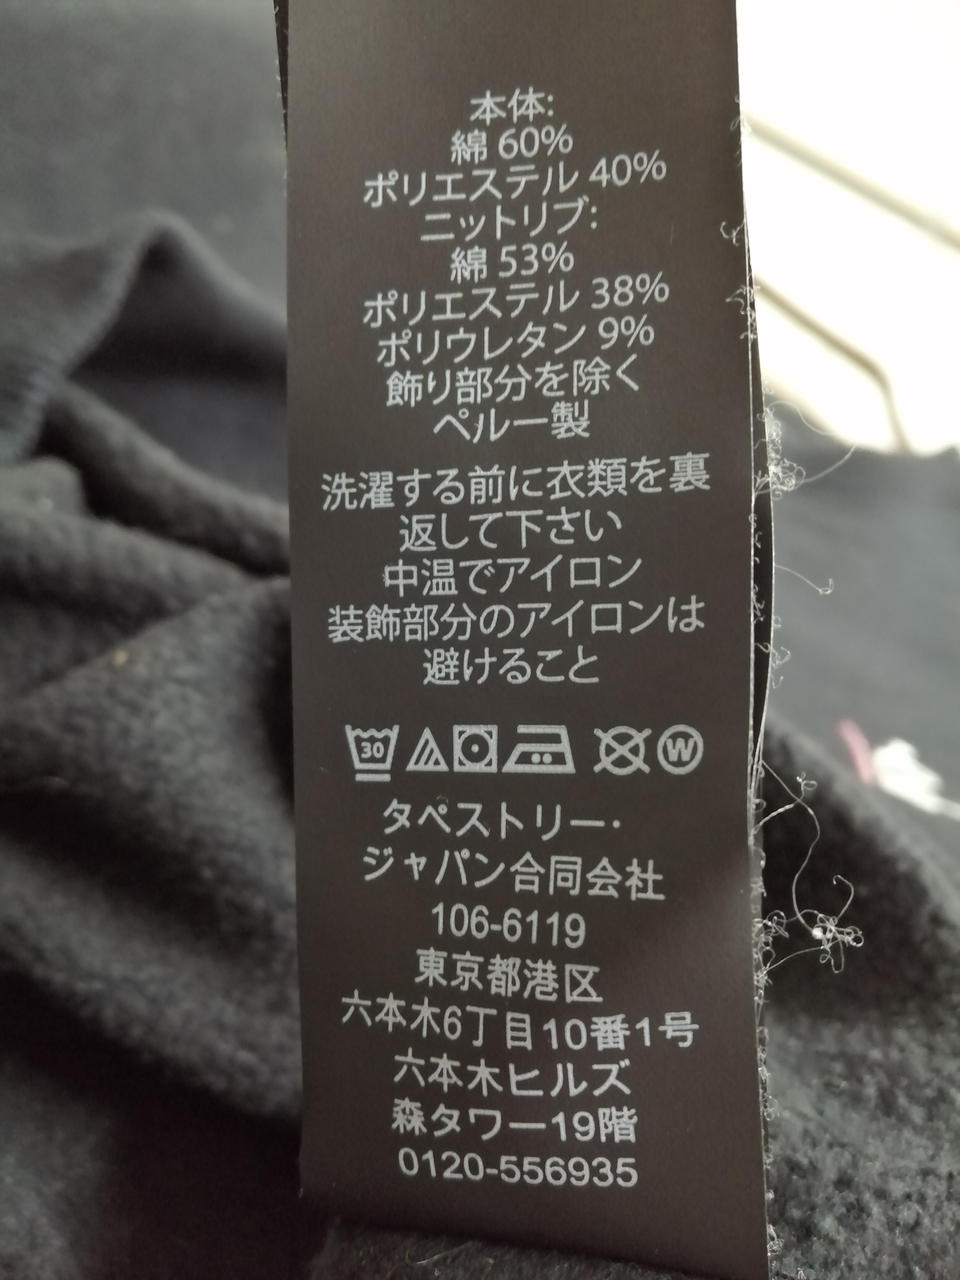 本体:
綿 60%
ポリエステル 40%
ニットリブ:
綿 53%
ポリエステル 38%
ポリウレタン 9%
飾り部分を除く
ペルー製
洗濯する前に衣類を裏
返して下さい
中温でアイロン
装飾部分のアイロンは
避けること
30 W
タペストリー・
ジャパン合同会社
106-6119
東京都港区
六本木6丁目10番1号
六本木ヒルズ
森タワー19階
0120-556935